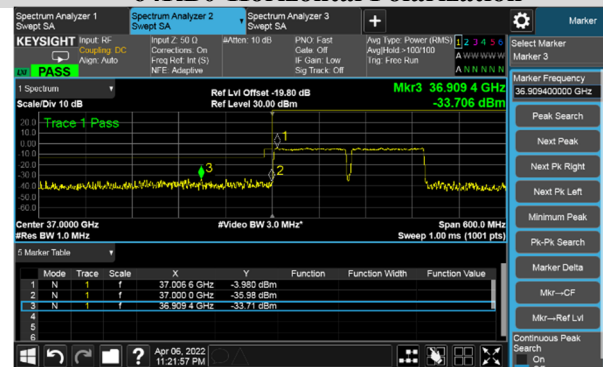 Horizontal Polarization
Spectrum Analyzer 1
Swept SA
Spectrum Analyzer 2
Swept SA
Spectrum Analyzer 3
Swept SA
+
Marker
KEYSIGHT
Input: RF
Coupling: DC
Align: Auto
Input Z: 50 Ω
Corrections: On
Freq Ref: Int (S)
NFE: Adaptive
#Atten: 10 dB
PNO: Fast
Gate: Off
IF Gain: Low
Sig Track: Off
Avg Type: Power (RMS)
Avg|Hold:>100/100
Trig: Free Run
1 2 3 4 5 6
A W W W W W
A N N N N N
PASS
Select Marker
Marker 3
Marker Frequency
36.909400000 GHz
Peak Search
Next Peak
Next Pk Right
Next Pk Left
Minimum Peak
Pk-Pk Search
Marker Delta
Mkr→CF
Mkr→Ref Lvl
Continuous Peak
Search
On
1 Spectrum
Scale/Div 10 dB
Ref Lvl Offset -19.80 dB
Ref Level 30.00 dBm
Mkr3 36.909 4 GHz
-33.706 dBm
Trace 1 Pass
20.0
10.0
0.00
-10.0
-20.0
-30.0
-40.0
-50.0
-60.0
1
2
3
Center 37.0000 GHz
#Res BW 1.0 MHz
#Video BW 3.0 MHz*
Span 600.0 MHz
Sweep 1.00 ms (1001 pts)
5 Marker Table
Mode Trace Scale X Y Function Function Width Function Value
1 N 1 f 37.006 6 GHz -3.980 dBm
2 N 1 f 37.000 0 GHz -35.98 dBm
3 N 1 f 36.909 4 GHz -33.71 dBm
4
5
6
?
Apr 06, 2022
11:21:57 PM